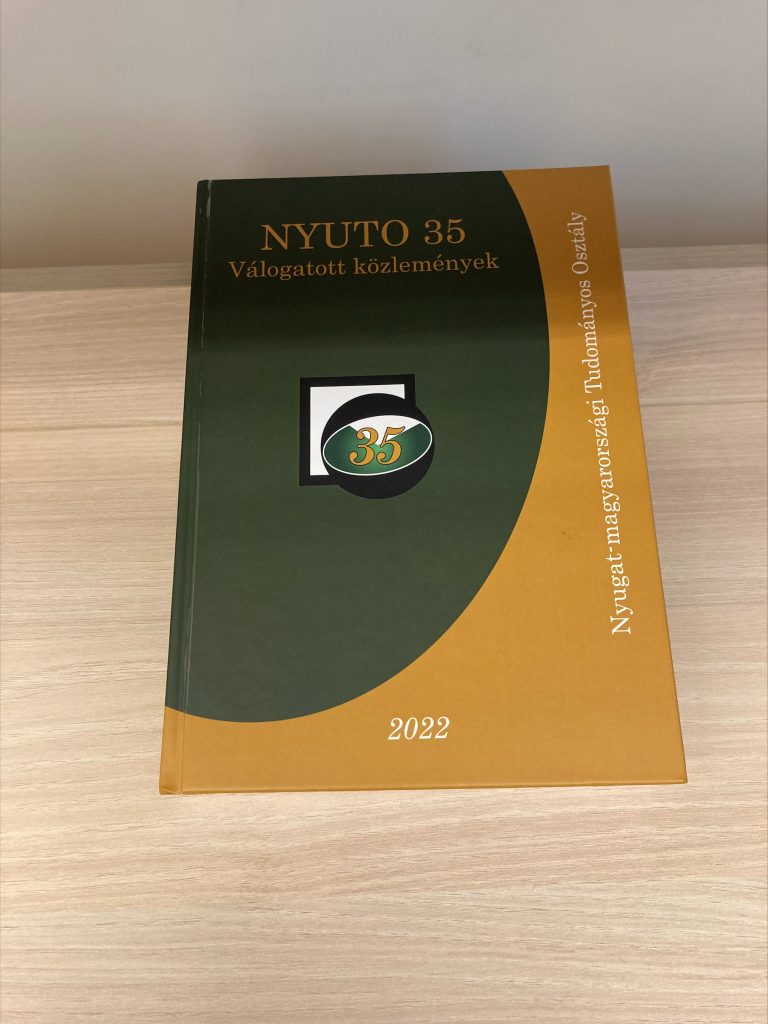 NYUTO 35
Válogatott közlemények
35
Nyugat-magyarországi Tudományos Osztály
2022